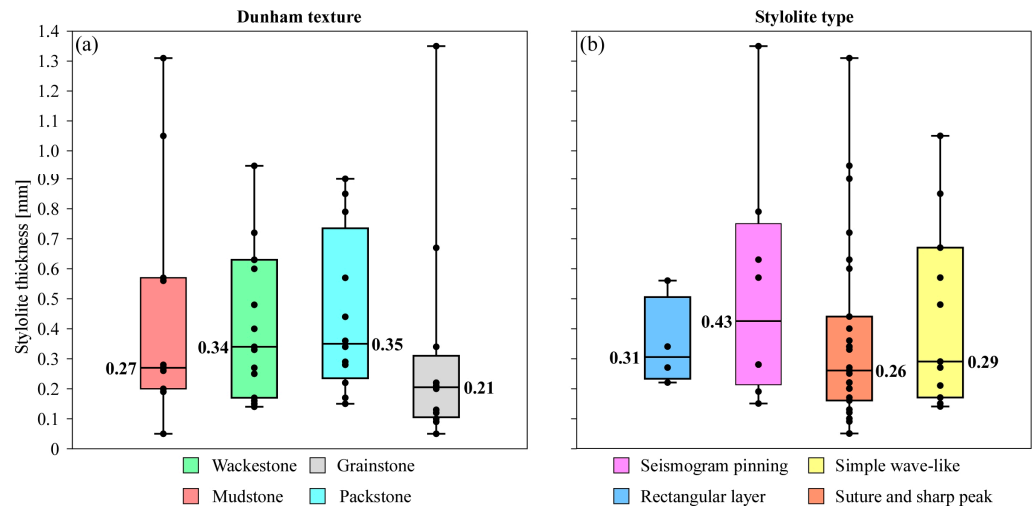 Dunham texture
Stylolite type
(a)
(b)
Stylolite thickness [mm]
1.4
1.3
1.2
1.1
1.0
0.9
0.8
0.7
0.6
0.5
0.4
0.3
0.2
0.1
0
0.27
0.34
0.35
0.21
0.31
0.43
0.26
0.29
Wackestone
Grainstone
Mudstone
Packstone
Seismogram pinning
Simple wave-like
Rectangular layer
Suture and sharp peak